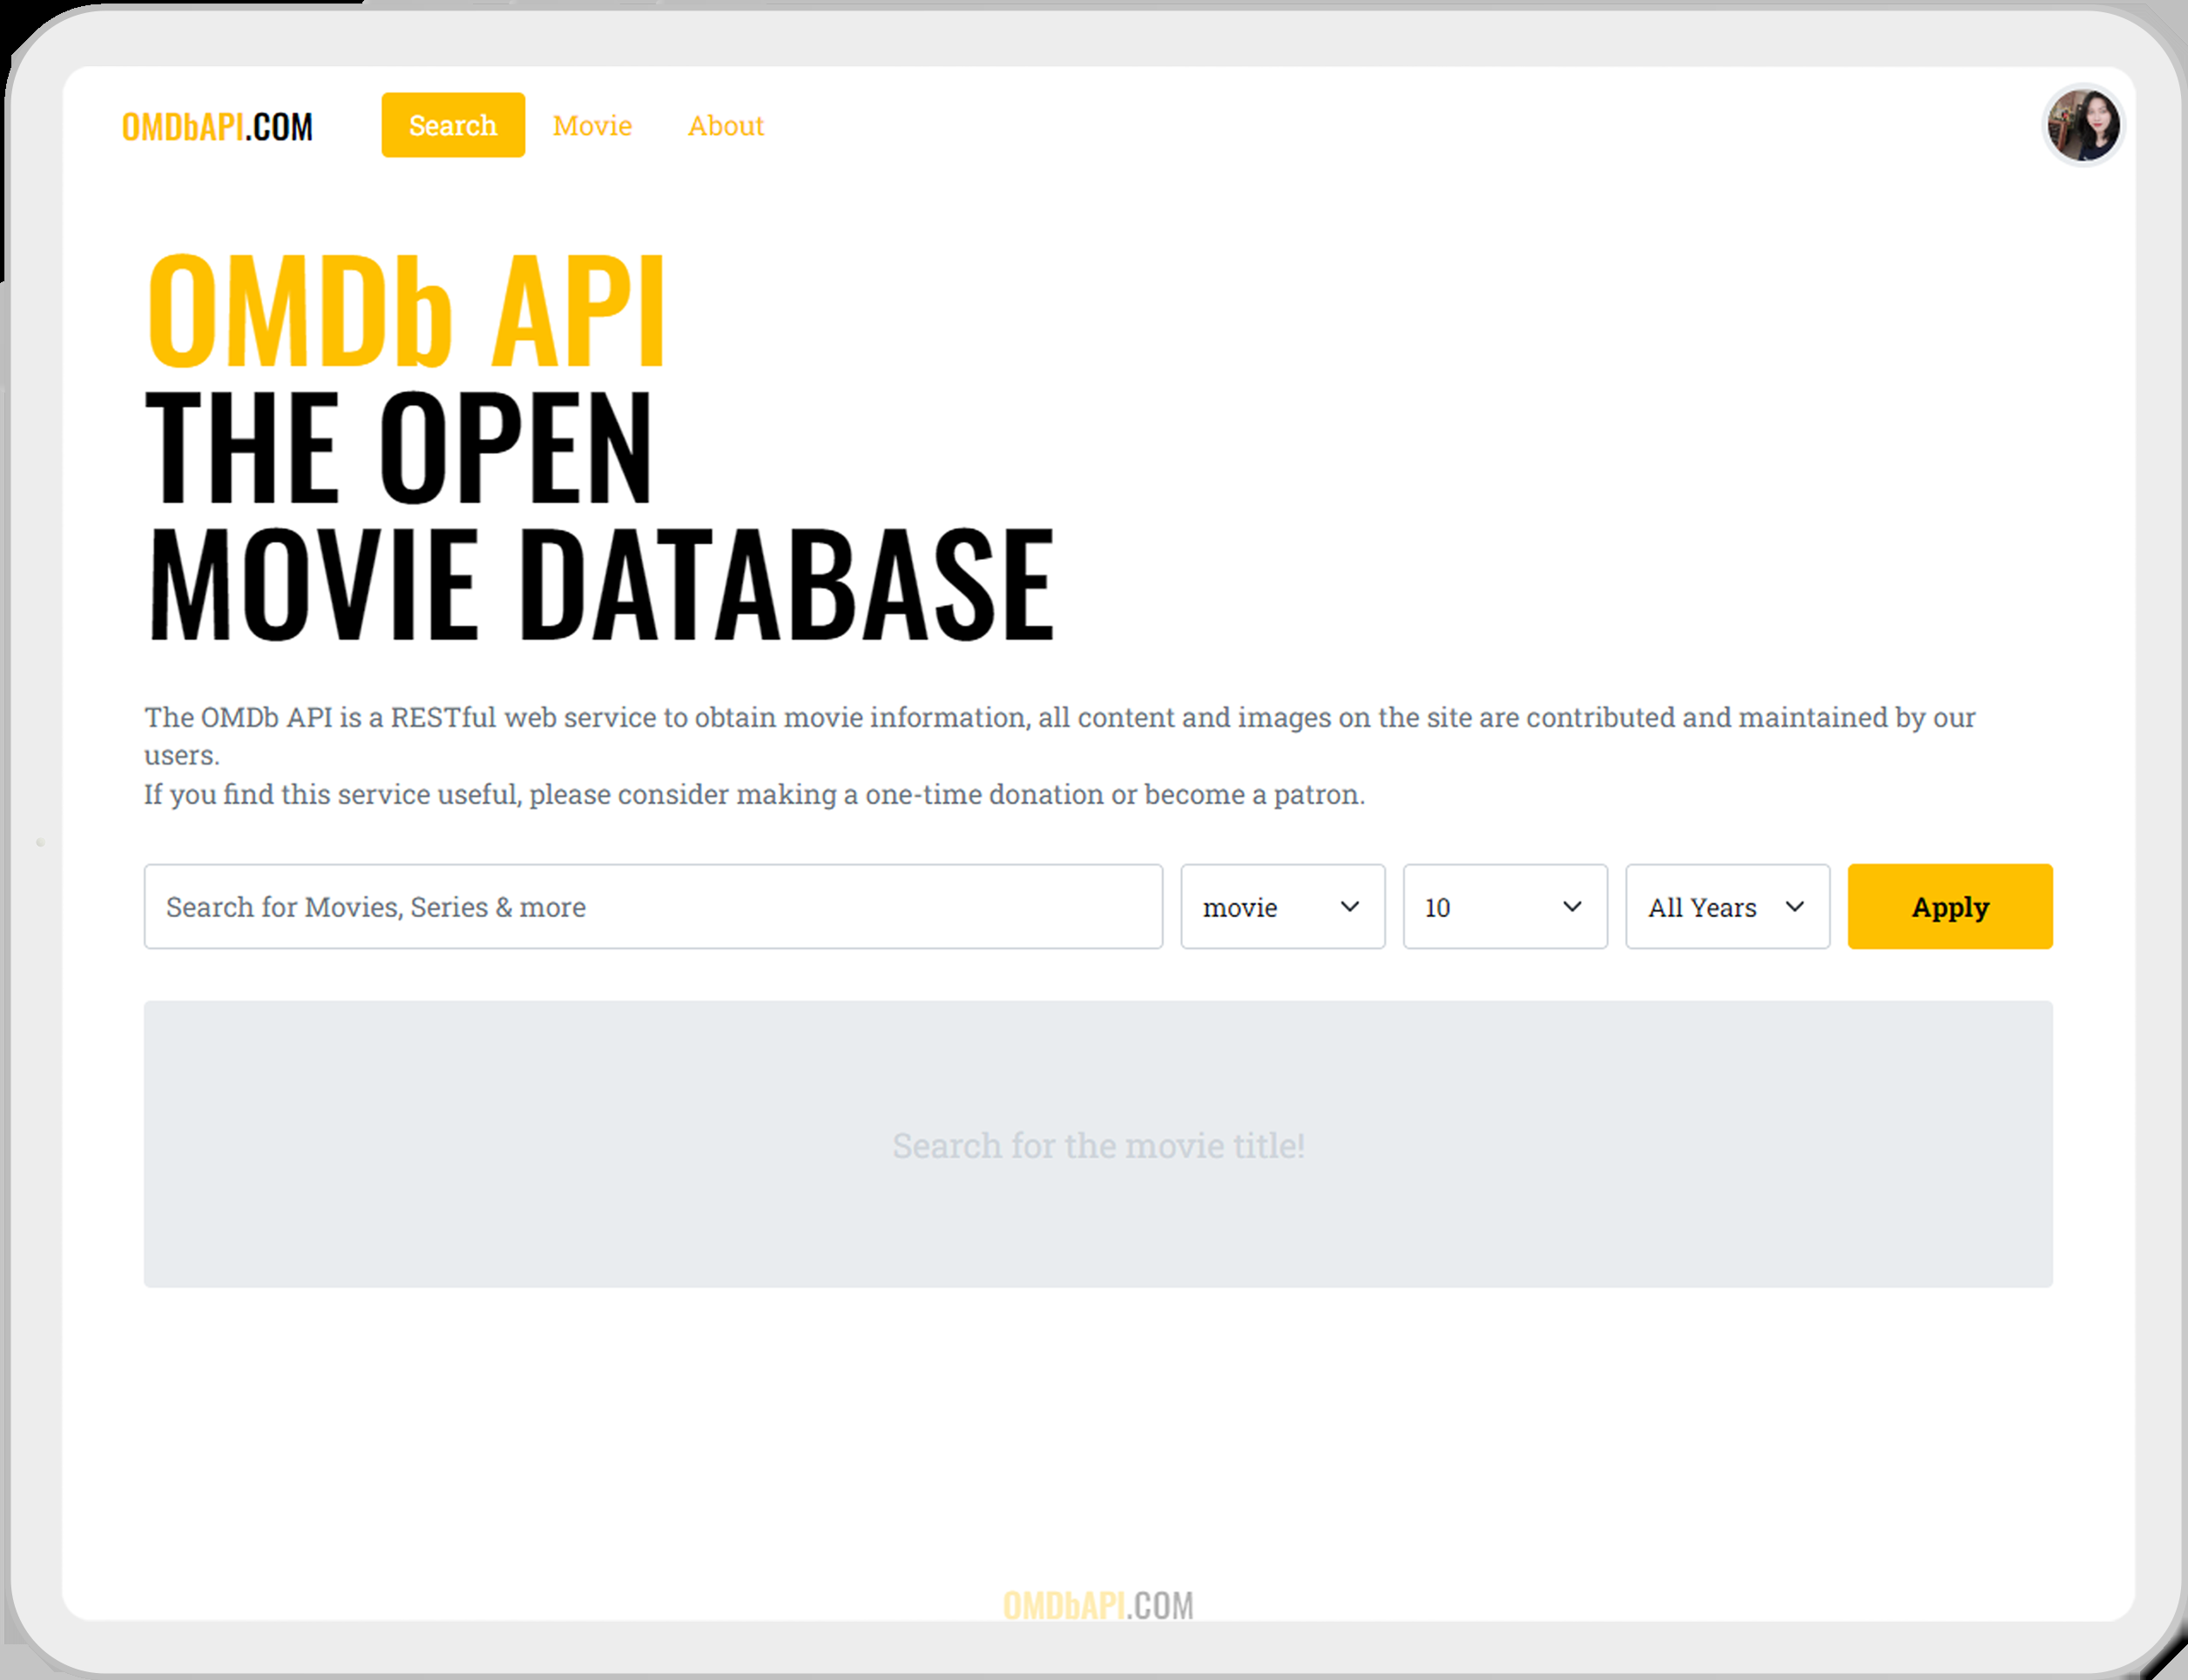 OMDbAPI.COM
Search
Movie
About
OMDb API
THE OPEN
MOVIE DATABASE
The OMDb API is a RESTful web service to obtain movie information, all content and images on the site are contributed and maintained by our
users.
If you find this service useful, please consider making a one-time donation or become a patron.
Search for Movies, Series & more
movie
10
All Years
Apply
Search for the movie title!
OMDbAPI.COM